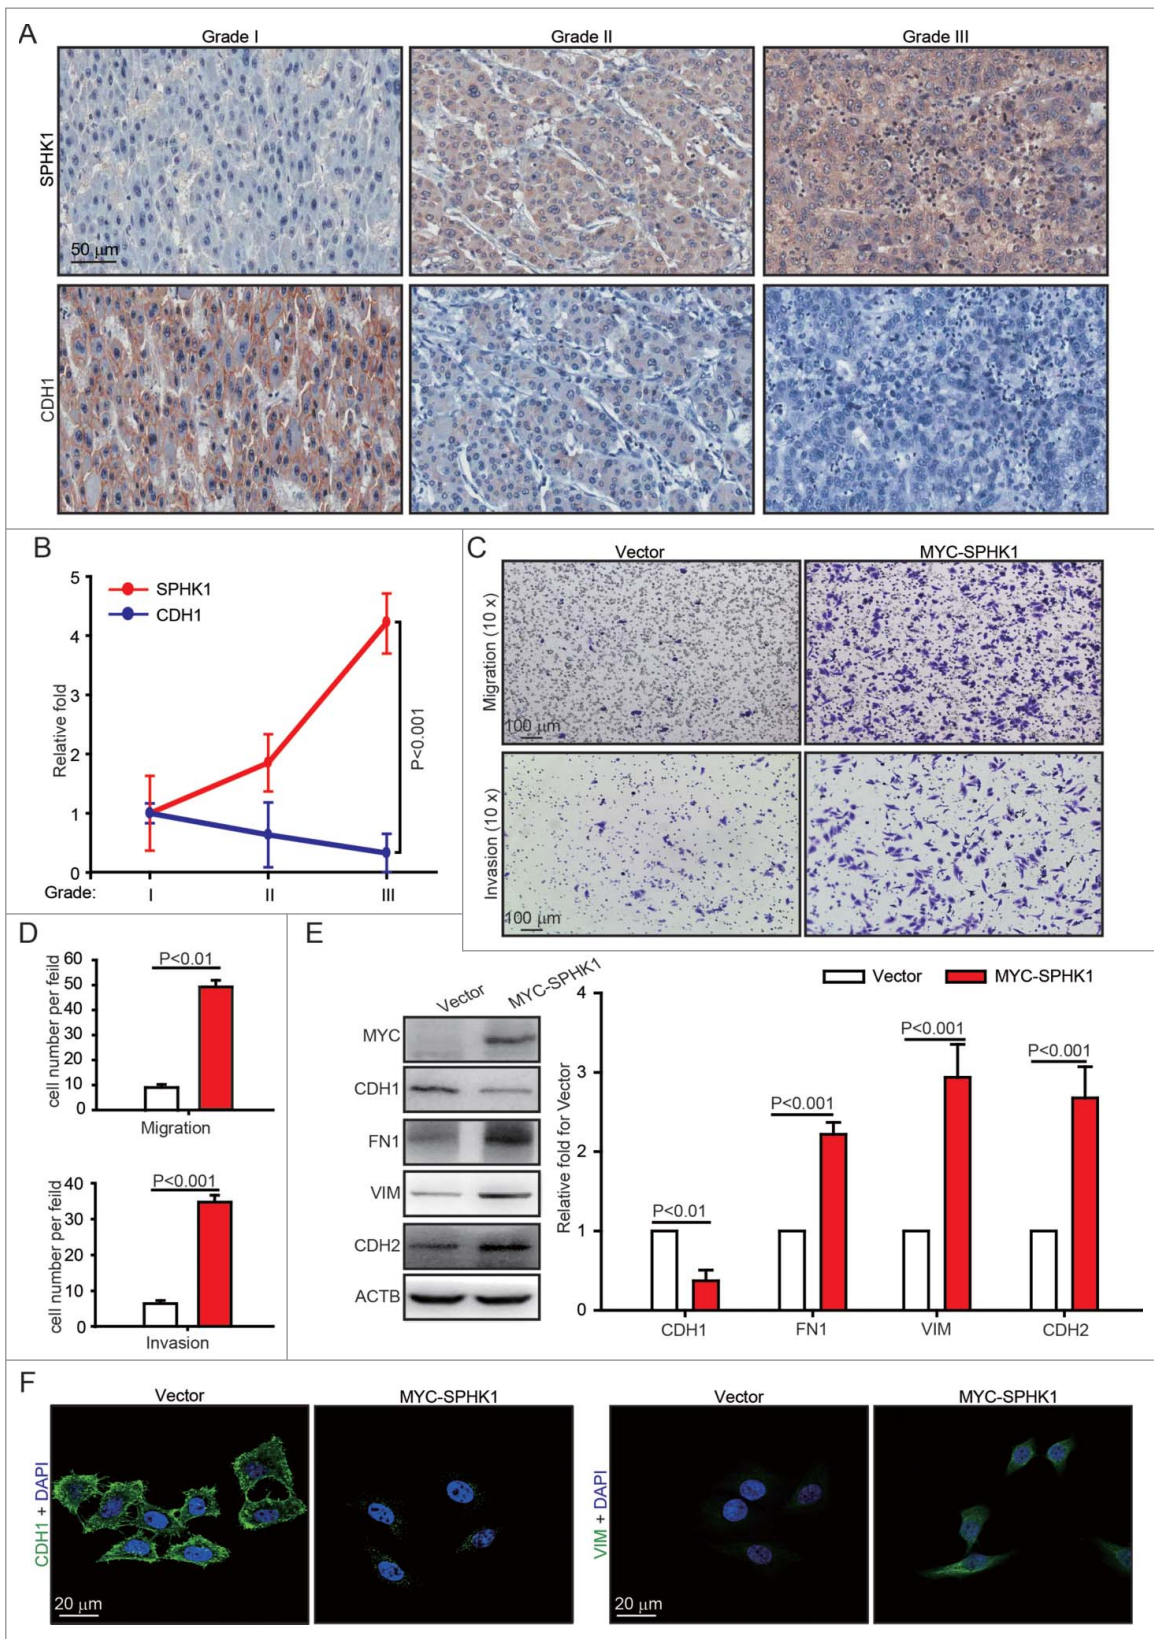 A
Grade I
Grade II
Grade III
SPHK1
50 μm
CDH1
B
5
4
3
2
1
0
Relative fold
SPHK1
CDH1
P<0.001
Grade:
I
II
III
C
Vector
MYC-SPHK1
Migration (10 x)
100 μm
Invasion (10 x)
100 μm
D
cell number per feild
60
50
40
30
20
10
0
P<0.01
Migration
cell number per feild
40
30
20
10
0
P<0.001
Invasion
E
Vector
MYC-SPHK1
MYC
CDH1
FN1
VIM
CDH2
ACTB
Vector
MYC-SPHK1
Relative fold for Vector
4
3
2
1
0
P<0.01
P<0.001
P<0.001
P<0.001
CDH1
FN1
VIM
CDH2
F
Vector
MYC-SPHK1
Vector
MYC-SPHK1
CDH1 + DAPI
20 μm
VIM + DAPI
20 μm